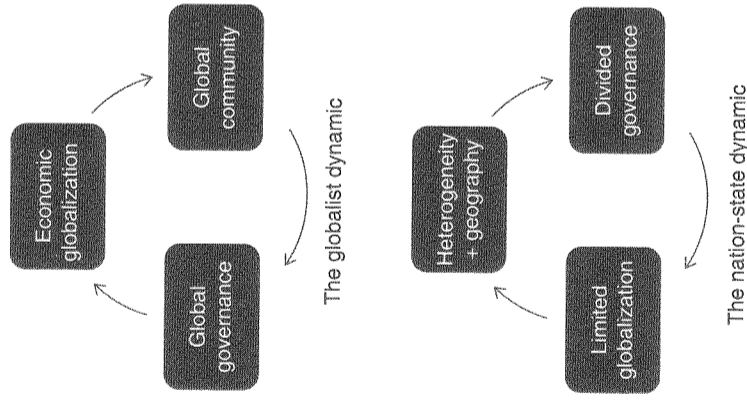 Economic
globalization
Global
governance
Global
community
The globalist dynamic
Heterogeneity
+ geography
Limited
globalization
Divided
governance
The nation-state dynamic